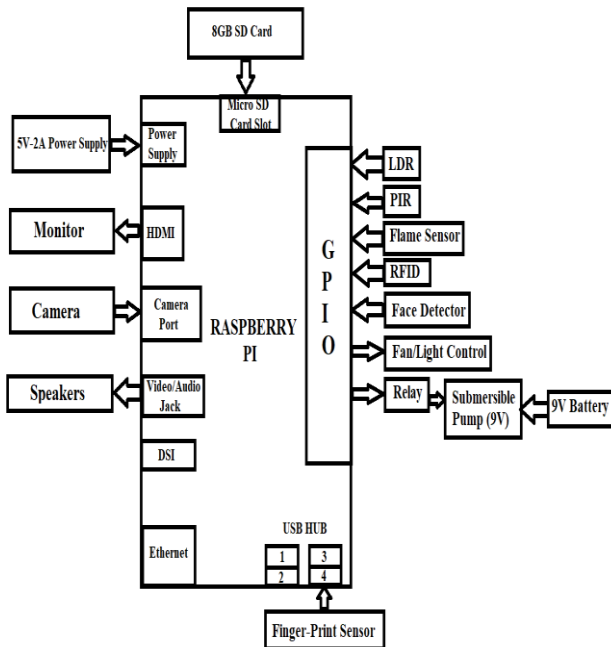 8GB SD Card
Micro SD
Card Slot
5V-2A Power Supply
Power
Supply
LDR
PIR
Monitor
HDMI
Flame Sensor
GPIO
RFID
Camera
Camera
Port
RASPBERRY
PI
Face Detector
Fan/Light Control
Speakers
Video/Audio
Jack
Relay
Submersible
Pump (9V)
9V Battery
DSI
USB HUB
Ethernet
1
3
2
4
Finger-Print Sensor